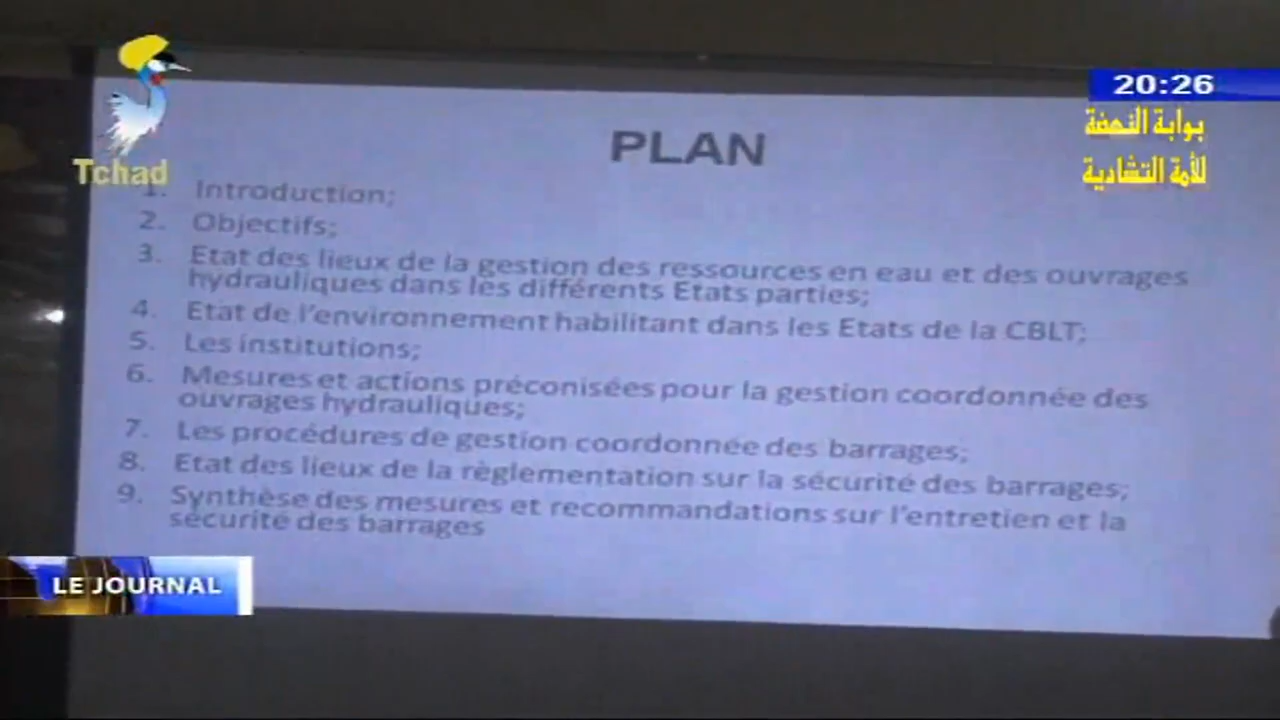 20:26
بوابة النهضة
للأمة التشادية
Tchad
PLAN
1. Introduction;
2. Objectifs;
3. Etat des lieux de la gestion des ressources en eau et des ouvrages
hydrauliques dans les différents Etats parties;
4. Etat de l'environnement habilitant dans les Etats de la CBLT;
5. Les institutions;
6. Mesures et actions préconisées pour la gestion coordonnée des
ouvrages hydrauliques;
7. Les procédures de gestion coordonnée des barrages;
8. Etat des lieux de la règlementation sur la sécurité des barrages;
9. Synthèse des mesures et recommandations sur l'entretien et la
sécurité des barrages
LE JOURNAL